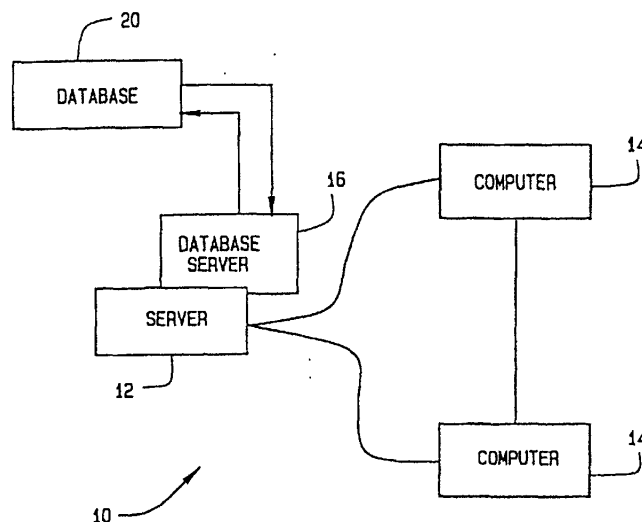 20
DATABASE
16
DATABASE
SERVER
SERVER
12
10
14
COMPUTER
COMPUTER
14